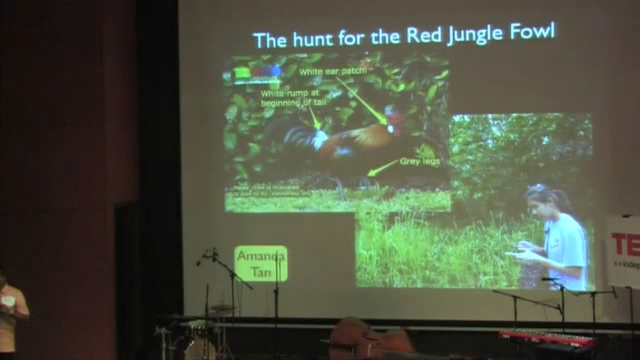 The hunt for the Red Jungle Fowl
White ear patch
White rump at
beginning of tail
Grey legs
Amanda
Tan
TE